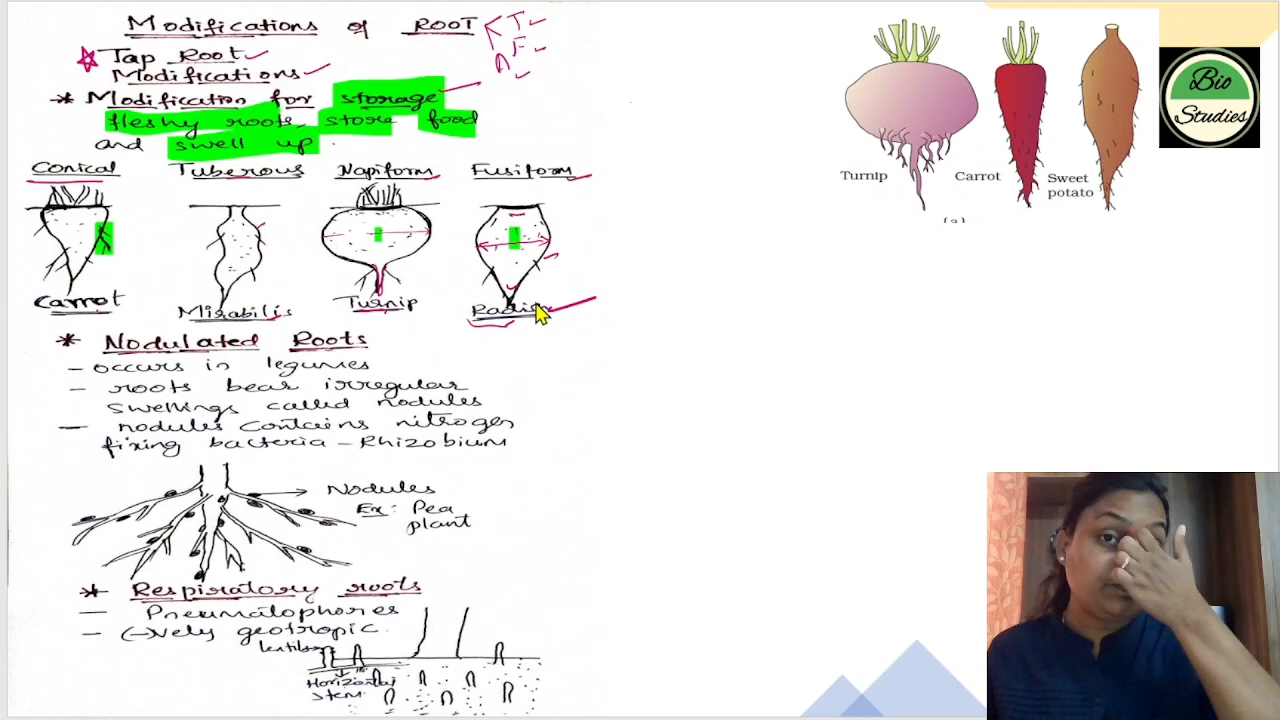 Modifications of ROOT
T
F
Tap Root
Modifications
* Modification for storage
fleshy roots, store food
and swell up.
Conical Tuberous Napiform Fusiform
Carrot Mirabilis Turnip Radish
* Nodulated Roots
- occurs in legumes
- roots bear irregular
swellings called nodules
- nodules contains nitrogen
fixing bacteria - Rhizobium
Nodules
Ex: Pea
plant
* Respiratory roots
- Pneumatophores
- (-)vely geotropic.
Horizontal
stem
Turnip Carrot Sweet
potato
(a)
Bio
Studies